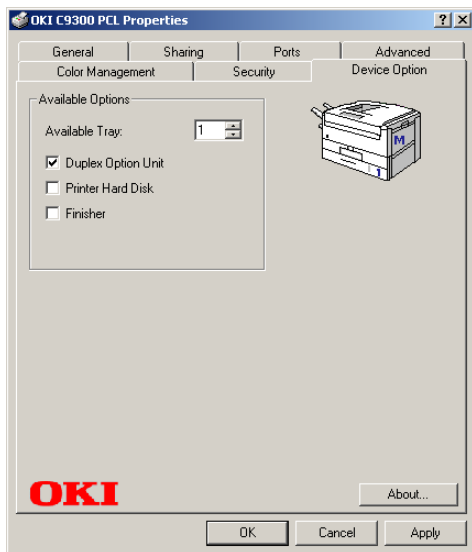 OKI C9300 PCL Properties
General Sharing Ports Advanced
Color Management Security Device Option
Available Options
Available Tray: 1
Duplex Option Unit
Printer Hard Disk
Finisher
M
1
OKI
About...
OK Cancel Apply